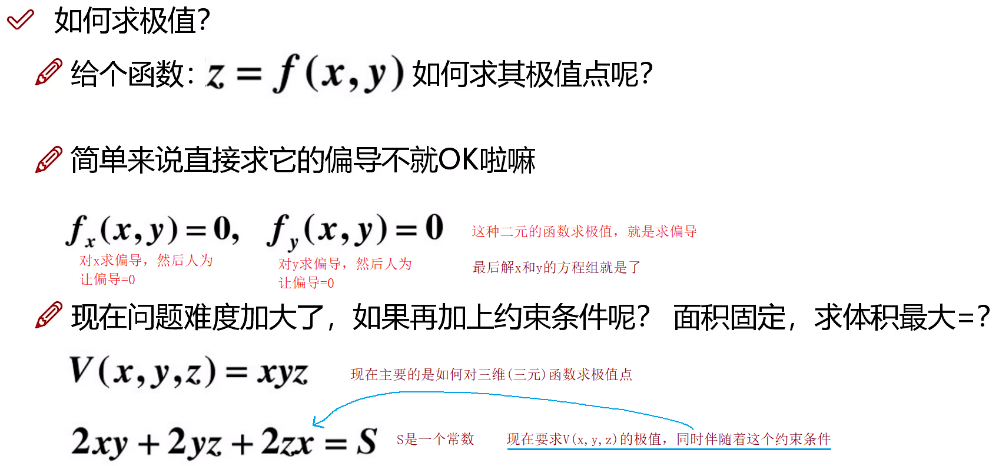 如何求极值？
给个函数：z = f(x,y)如何求其极值点呢？
简单来说直接求它的偏导不就OK啦嘛
fₓ(x,y)=0, f_y(x,y)=0 这种二元的函数求极值，就是求偏导
对x求偏导，然后人为
让偏导=0
对y求偏导，然后人为
让偏导=0
最后解x和y的方程组就是了
现在问题难度加大了，如果再加上约束条件呢？ 面积固定，求体积最大=？
V(x,y,z)=xyz 现在主要的是如何对三维(三元)函数求极值点
2xy+2yz+2zx=S S是一个常数 现在要求V(x,y,z)的极值，同时伴随着这个约束条件